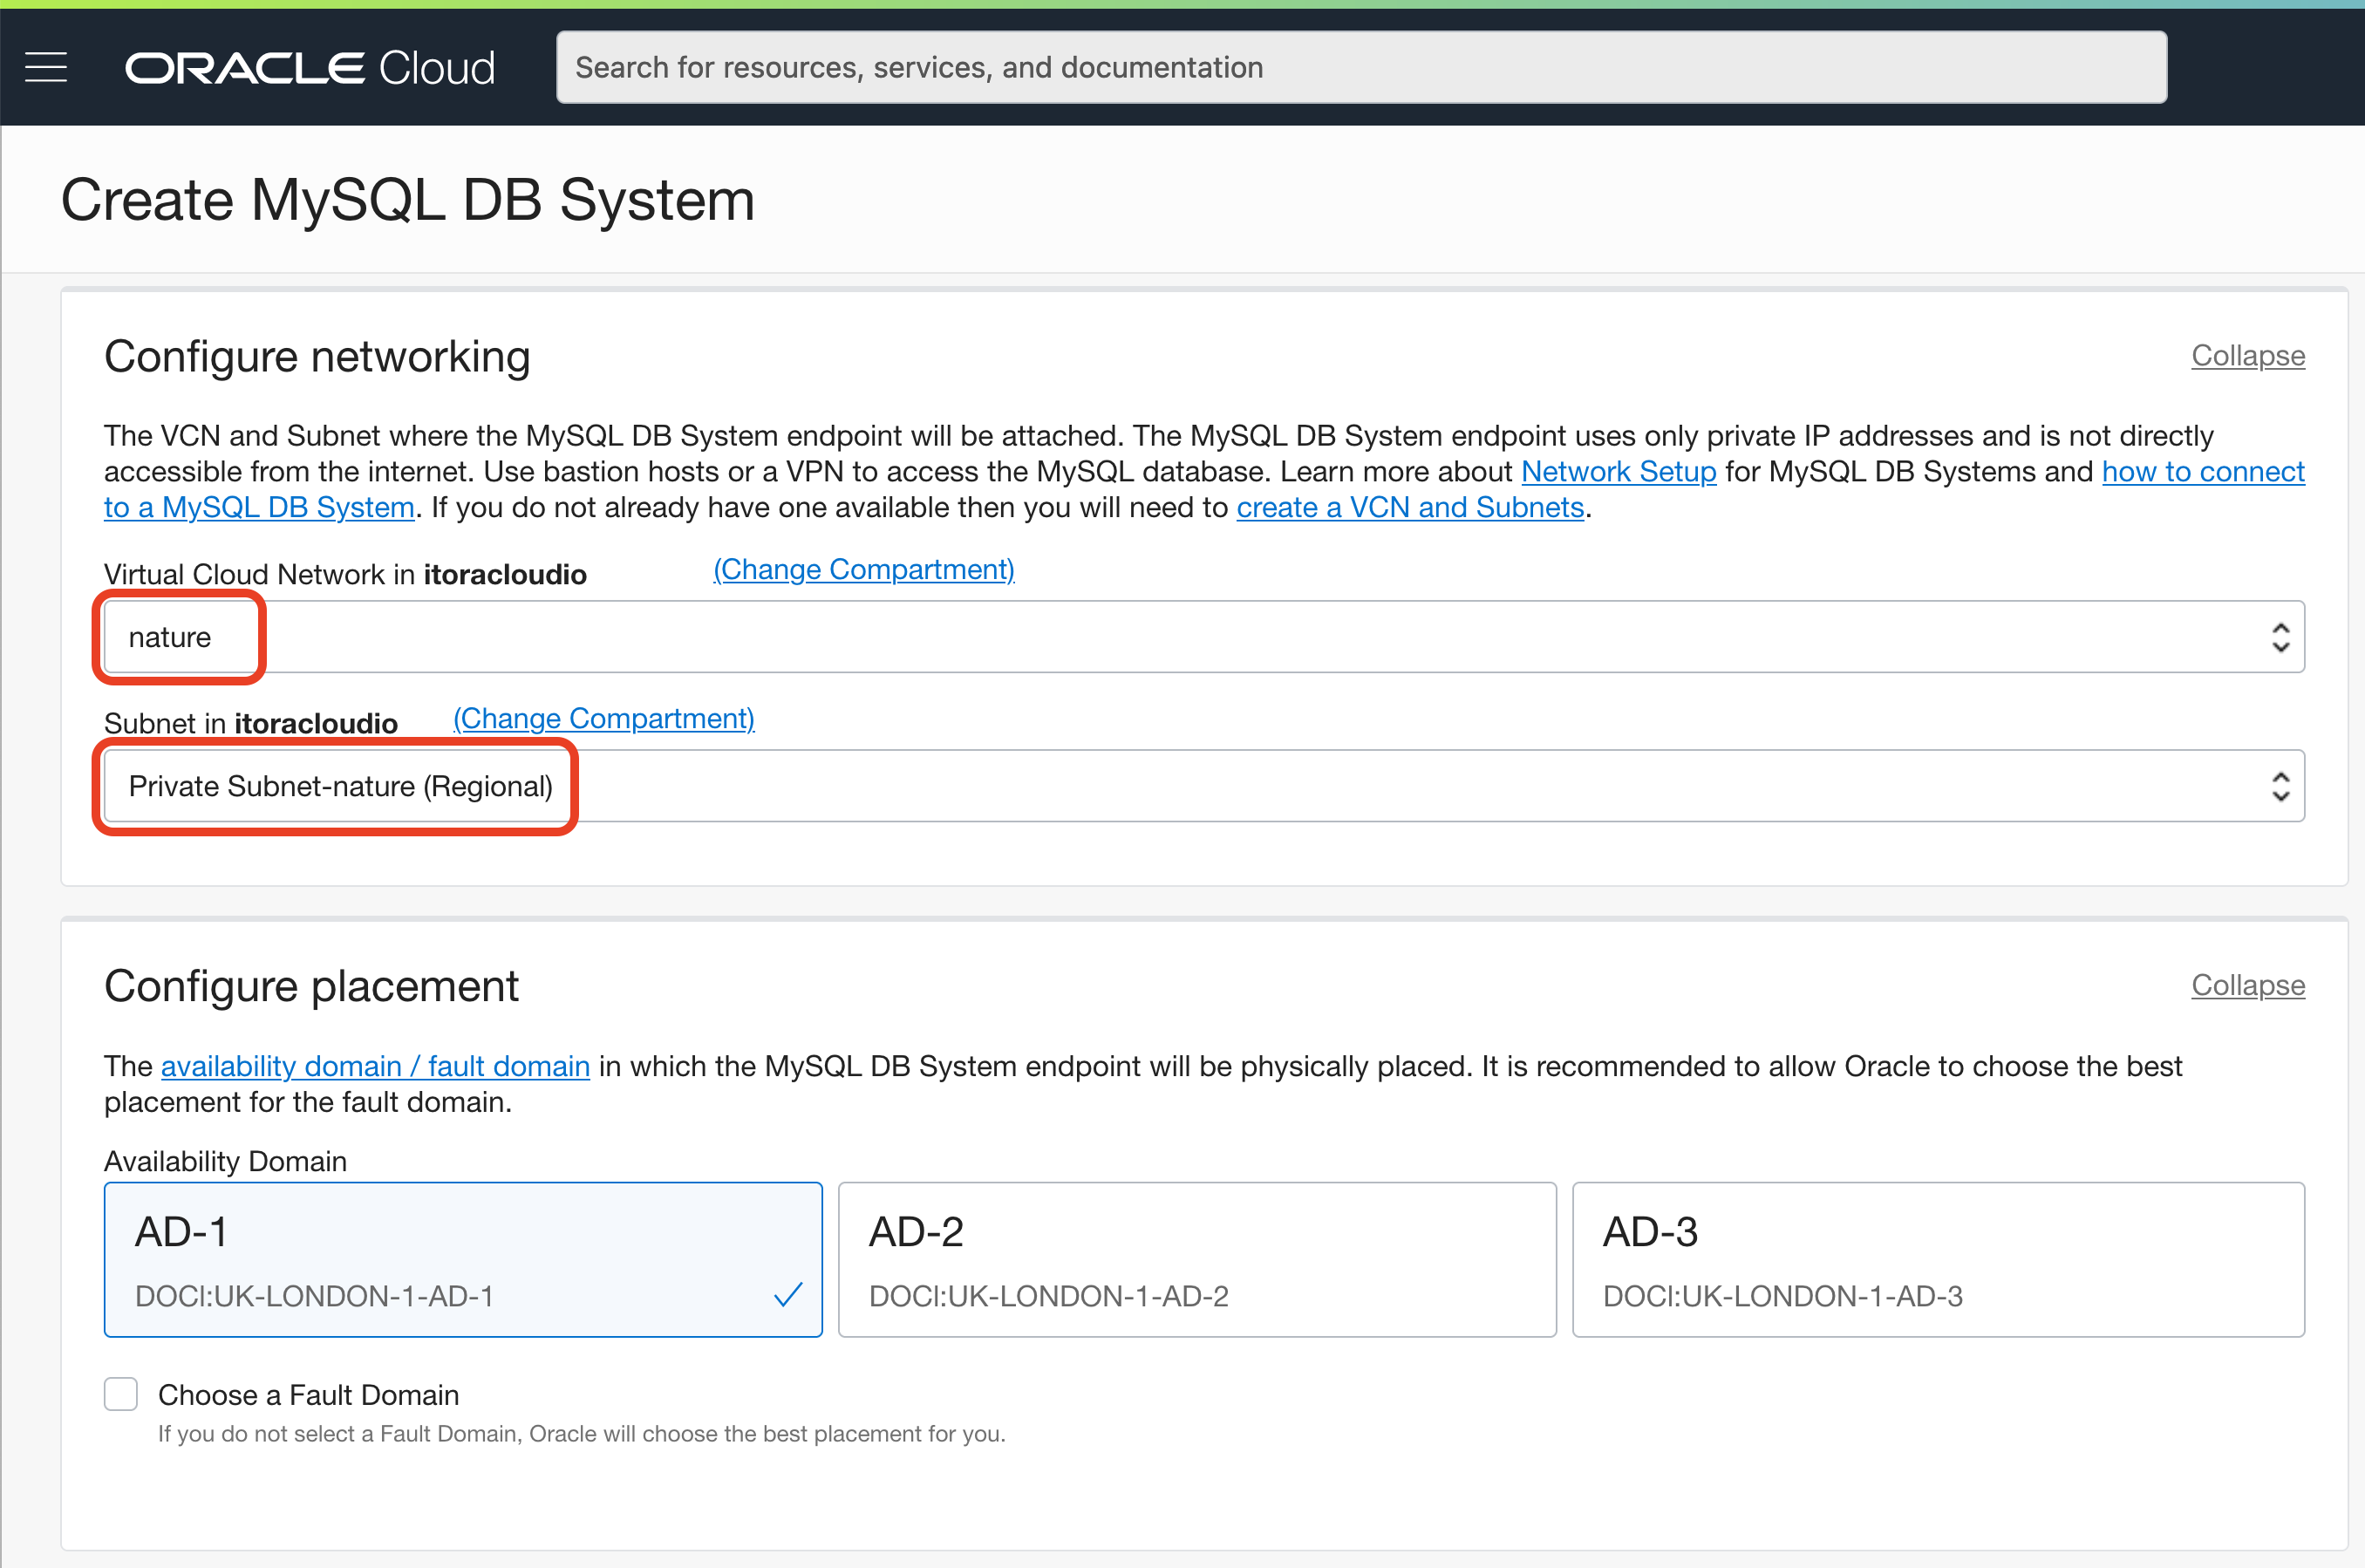 ORACLE Cloud
Search for resources, services, and documentation
Create MySQL DB System
Configure networking
Collapse
The VCN and Subnet where the MySQL DB System endpoint will be attached. The MySQL DB System endpoint uses only private IP addresses and is not directly
accessible from the internet. Use bastion hosts or a VPN to access the MySQL database. Learn more about Network Setup for MySQL DB Systems and how to connect
to a MySQL DB System. If you do not already have one available then you will need to create a VCN and Subnets.
Virtual Cloud Network in itoracloudio (Change Compartment)
nature
Subnet in itoracloudio (Change Compartment)
Private Subnet-nature (Regional)
Configure placement
Collapse
The availability domain / fault domain in which the MySQL DB System endpoint will be physically placed. It is recommended to allow Oracle to choose the best
placement for the fault domain.
Availability Domain
AD-1
DOCI:UK-LONDON-1-AD-1
AD-2
DOCI:UK-LONDON-1-AD-2
AD-3
DOCI:UK-LONDON-1-AD-3
Choose a Fault Domain
If you do not select a Fault Domain, Oracle will choose the best placement for you.